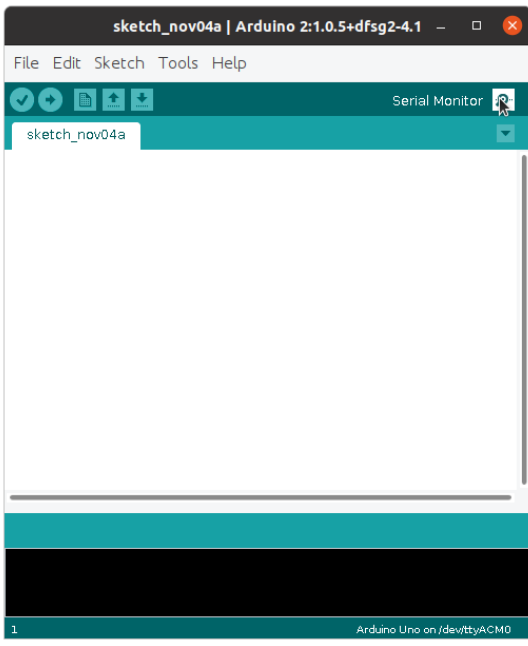 sketch_nov04a | Arduino 2:1.0.5+dfsg2-4.1
File Edit Sketch Tools Help
Serial Monitor
sketch_nov04a
1
Arduino Uno on /dev/ttyACM0